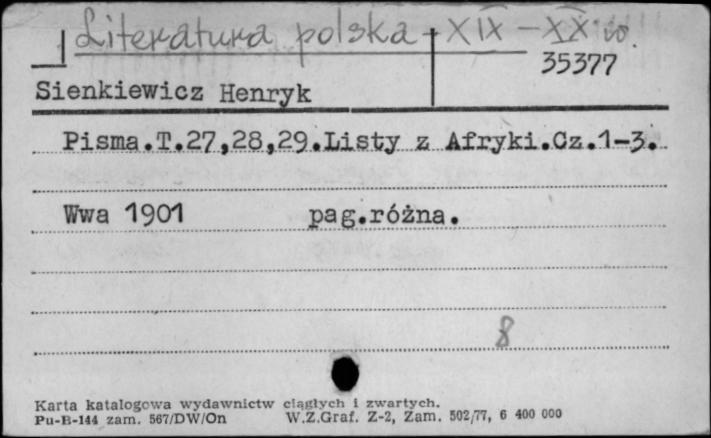 Literatura polska XIX-XX w.
35377
Sienkiewicz Henryk
Pisma.T.27,28,29.Listy z Afryki.Cz.1-3.
Wwa 1901 pag.różna.
8
Karta katalogowa wydawnictw ciągłych i zwartych.
Pu-B-144 zam. 567/DW/On W.Z.Graf. Z-2, Zam. 502/77, 6 400 000